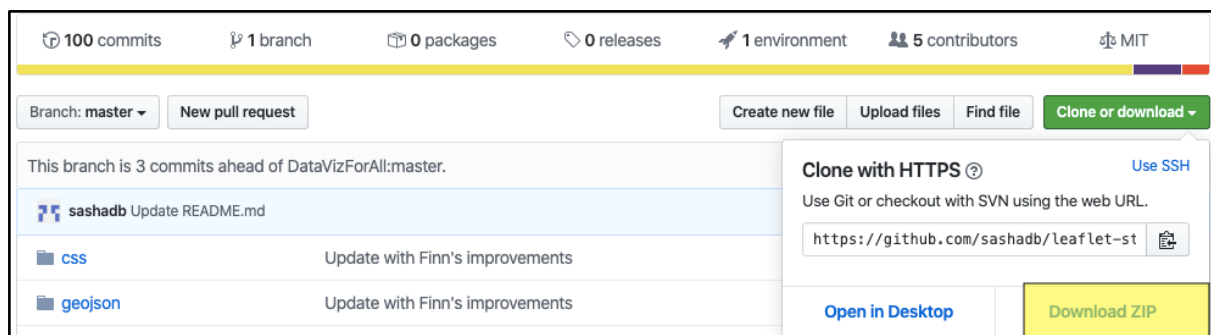 100 commits 1 branch 0 packages 0 releases 1 environment 5 contributors MIT
Branch: master New pull request Create new file Upload files Find file Clone or download
This branch is 3 commits ahead of DataVizForAll:master.
sashadb Update README.md
css Update with Finn's improvements
geojson Update with Finn's improvements
Clone with HTTPS Use SSH
Use Git or checkout with SVN using the web URL.
https://github.com/sashadb/leaflet-st
Open in Desktop Download ZIP